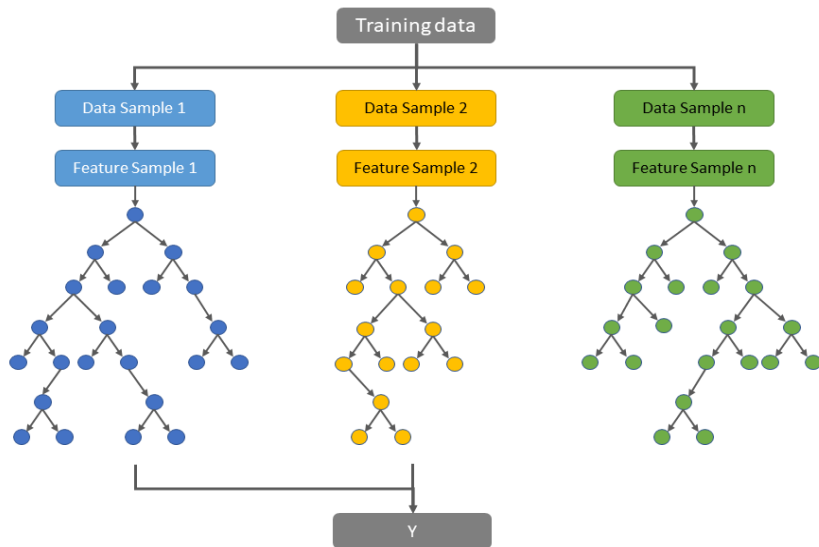 Training data
Data Sample 1
Data Sample 2
Data Sample n
Feature Sample 1
Feature Sample 2
Feature Sample n
Y